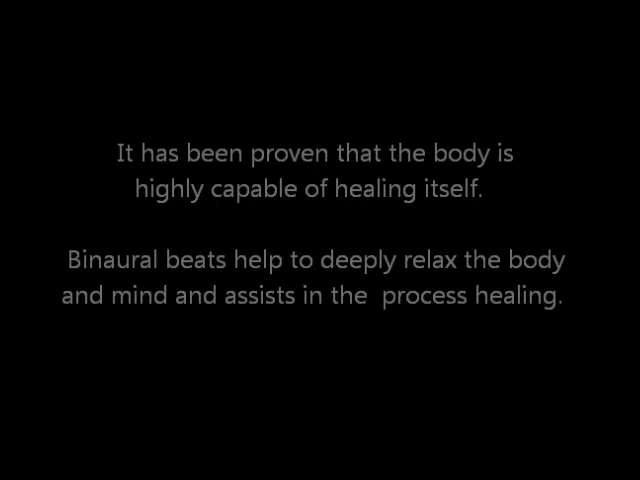 It has been proven that the body is
highly capable of healing itself.
Binaural beats help to deeply relax the body
and mind and assists in the  process healing.